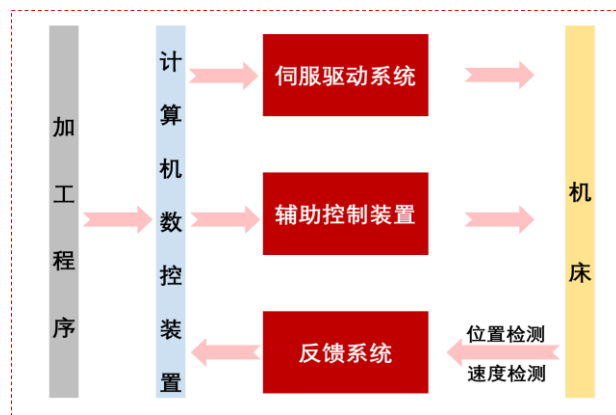 加工程序
计算机数控装置
伺服驱动系统
辅助控制装置
反馈系统
位置检测
速度检测
机床